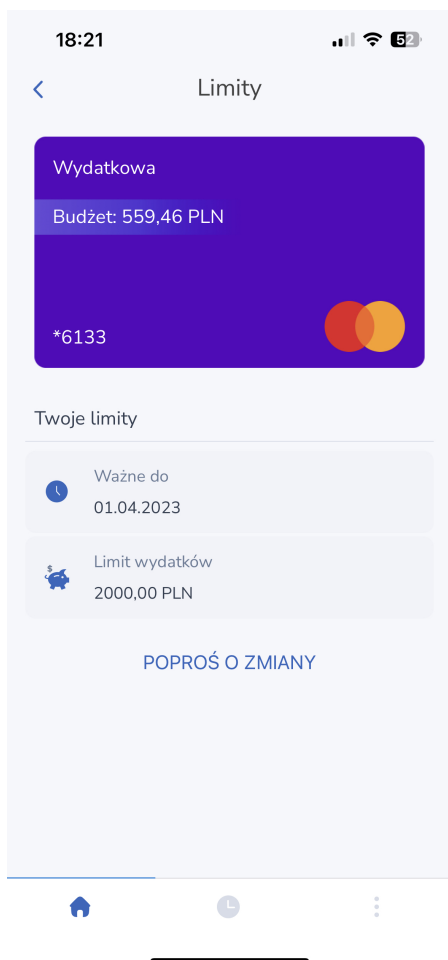 18:21
52
Limity
Wydatkowa
Budżet: 559,46 PLN
*6133
Twoje limity
Ważne do
01.04.2023
$
Limit wydatków
2000,00 PLN
POPROŚ O ZMIANY